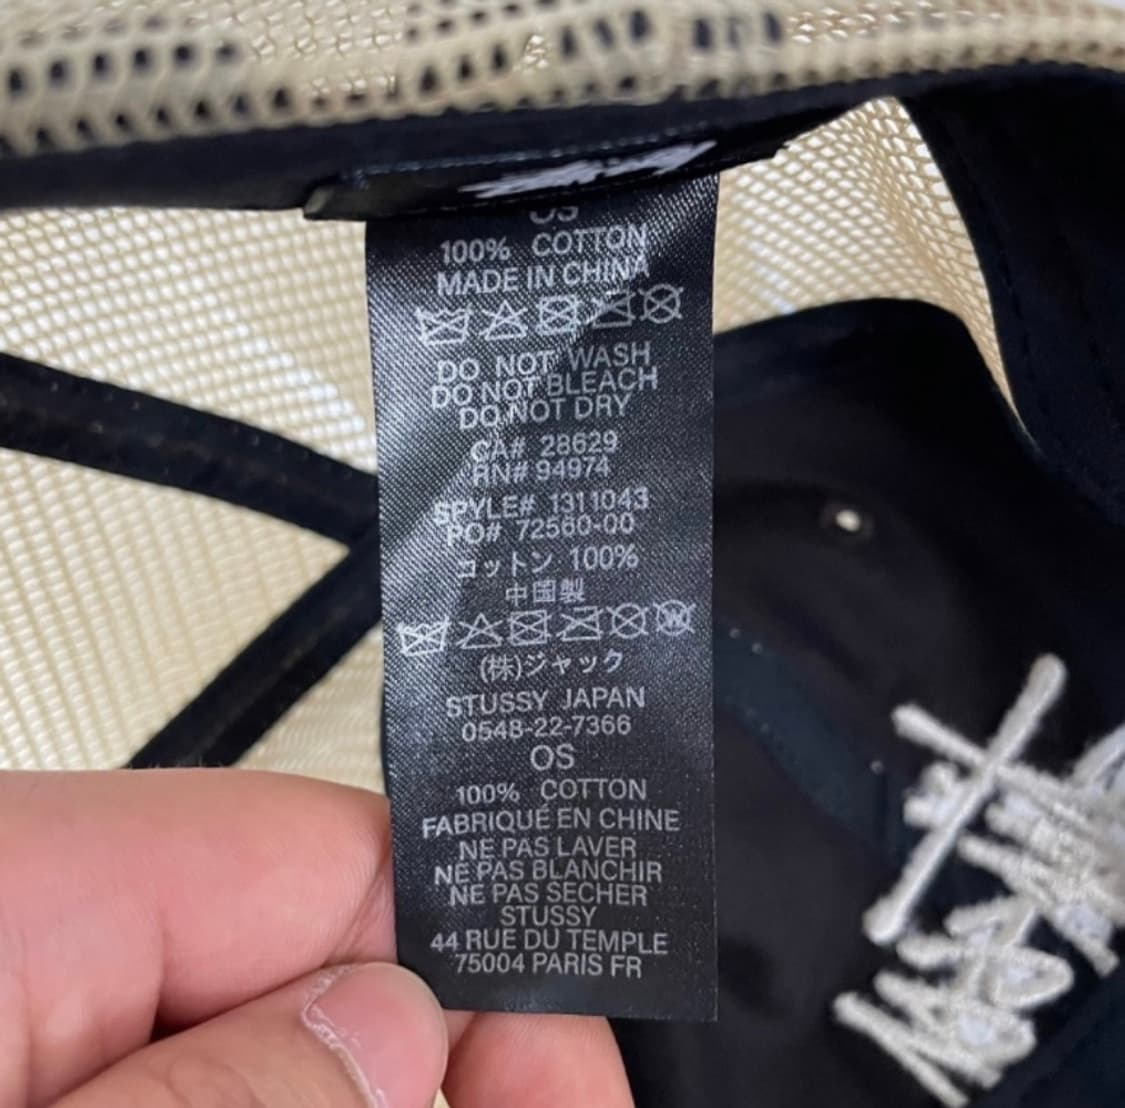 OS
100% COTTON
MADE IN CHINA
DO NOT WASH
DO NOT BLEACH
DO NOT DRY
CA# 28629
RN# 94974
SPYLE# 1311043
PO# 72560-00
コットン 100%
中国製
W
(株)ジャック
STUSSY JAPAN
0548-22-7366
OS
100% COTTON
FABRIQUÉ EN CHINE
NE PAS LAVER
NE PAS BLANCHIR
NE PAS SECHER
STUSSY
44 RUE DU TEMPLE
75004 PARIS FR